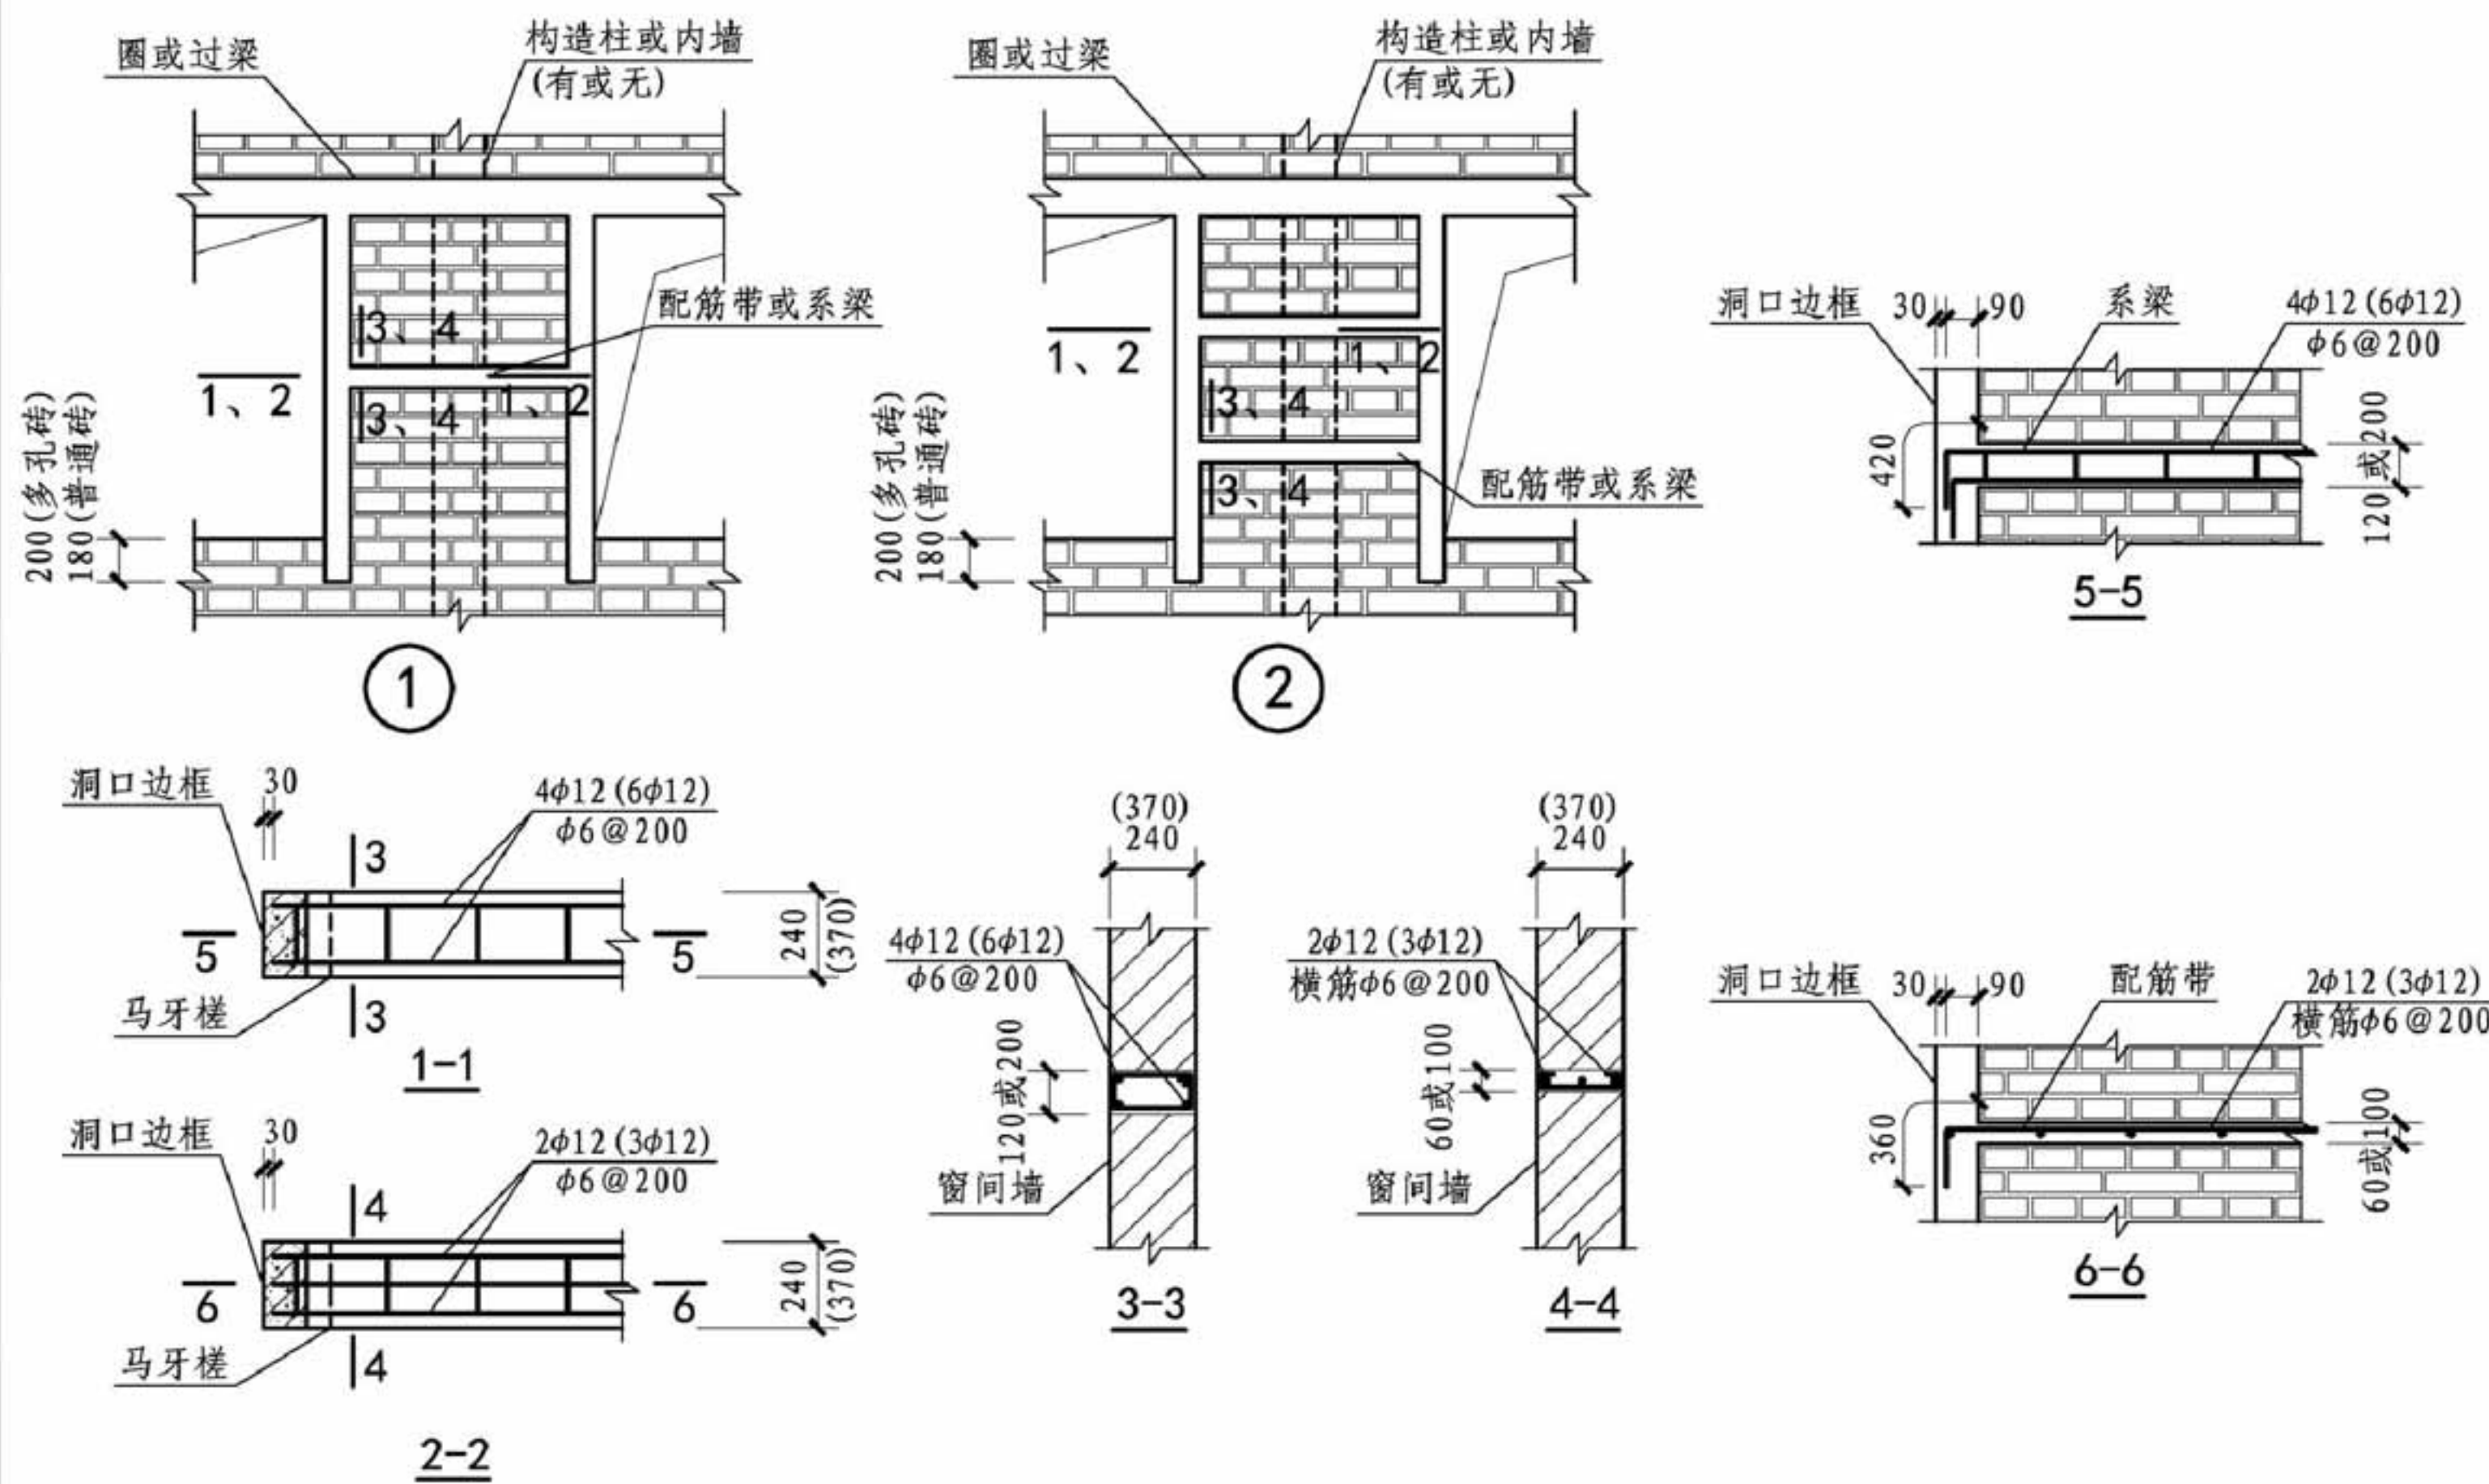 圈或过梁
构造柱或内墙
(有或无)
3、4
配筋带或系梁
1、2
1、2
3、4
200(多孔砖)
180(普通砖)
1
圈或过梁
构造柱或内墙
(有或无)
1、2
1、2
3、4
配筋带或系梁
3、4
200(多孔砖)
180(普通砖)
2
洞口边框
30
90
系梁
4ϕ12(6ϕ12)
ϕ6@200
420
120或200
5-5
洞口边框
30
4ϕ12(6ϕ12)
ϕ6@200
3
5
5
240
(370)
马牙槎
3
1-1
洞口边框
30
2ϕ12(3ϕ12)
ϕ6@200
4
6
6
240
(370)
马牙槎
4
2-2
(370)
240
4ϕ12(6ϕ12)
ϕ6@200
120或200
窗间墙
3-3
(370)
240
2ϕ12(3ϕ12)
横筋ϕ6@200
60或100
窗间墙
4-4
洞口边框
30
90
配筋带
2ϕ12(3ϕ12)
横筋ϕ6@200
360
60或100
6-6